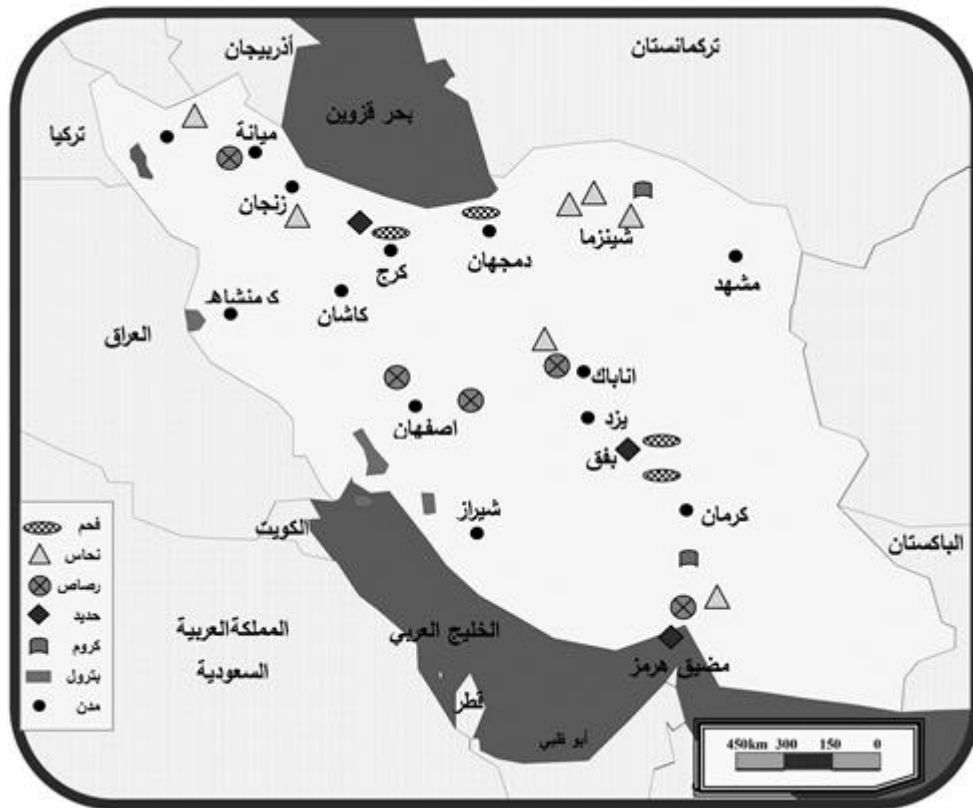 أذربيجان
تركمانستان
بحر قزوين
تركيا
ميانة
زنجان
شينزما
دمجهان
كرج
مشهد
كاشان
ك منشاهـ
العراق
اتاباك
يزد
اصفهان
بفق
كرمان
شيراز
الكويت
الباكستان
فحم
نحاس
رصاص
حديد
كروم
بترول
مدن
المملكة العربية
السعودية
الخليج العربي
مضيق هرمز
قطر
أبو ظبي
450km 300 150 0